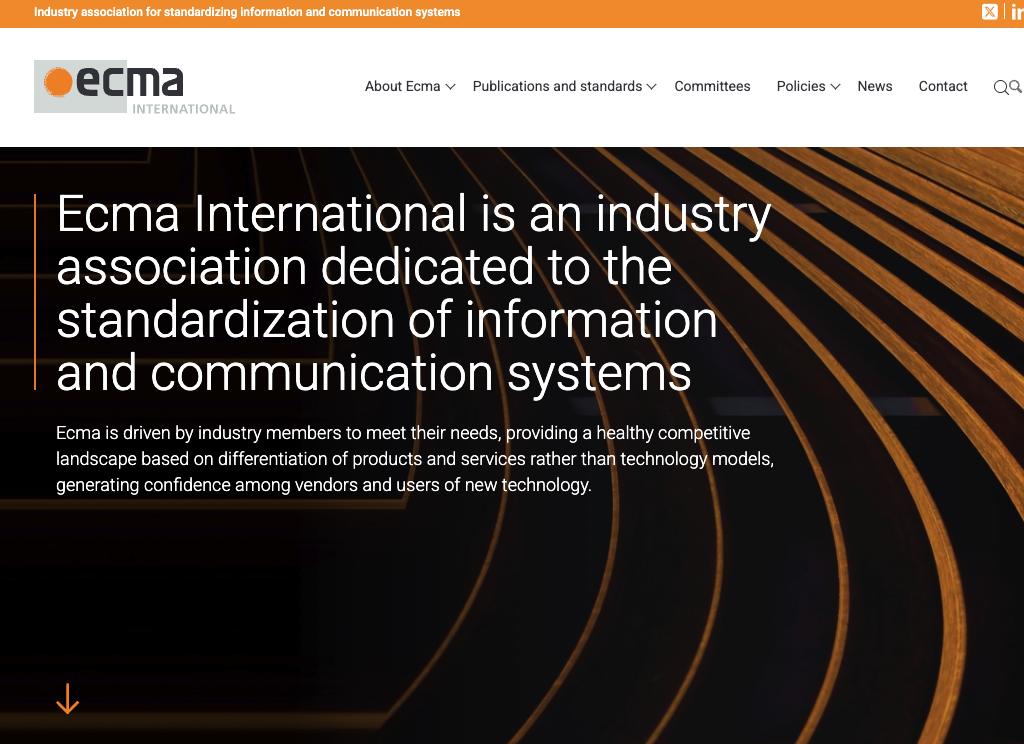 Industry association for standardizing information and communication systems
ecma
INTERNATIONAL
About Ecma
Publications and standards
Committees
Policies
News
Contact
Ecma International is an industry
association dedicated to the
standardization of information
and communication systems
Ecma is driven by industry members to meet their needs, providing a healthy competitive
landscape based on differentiation of products and services rather than technology models,
generating confidence among vendors and users of new technology.